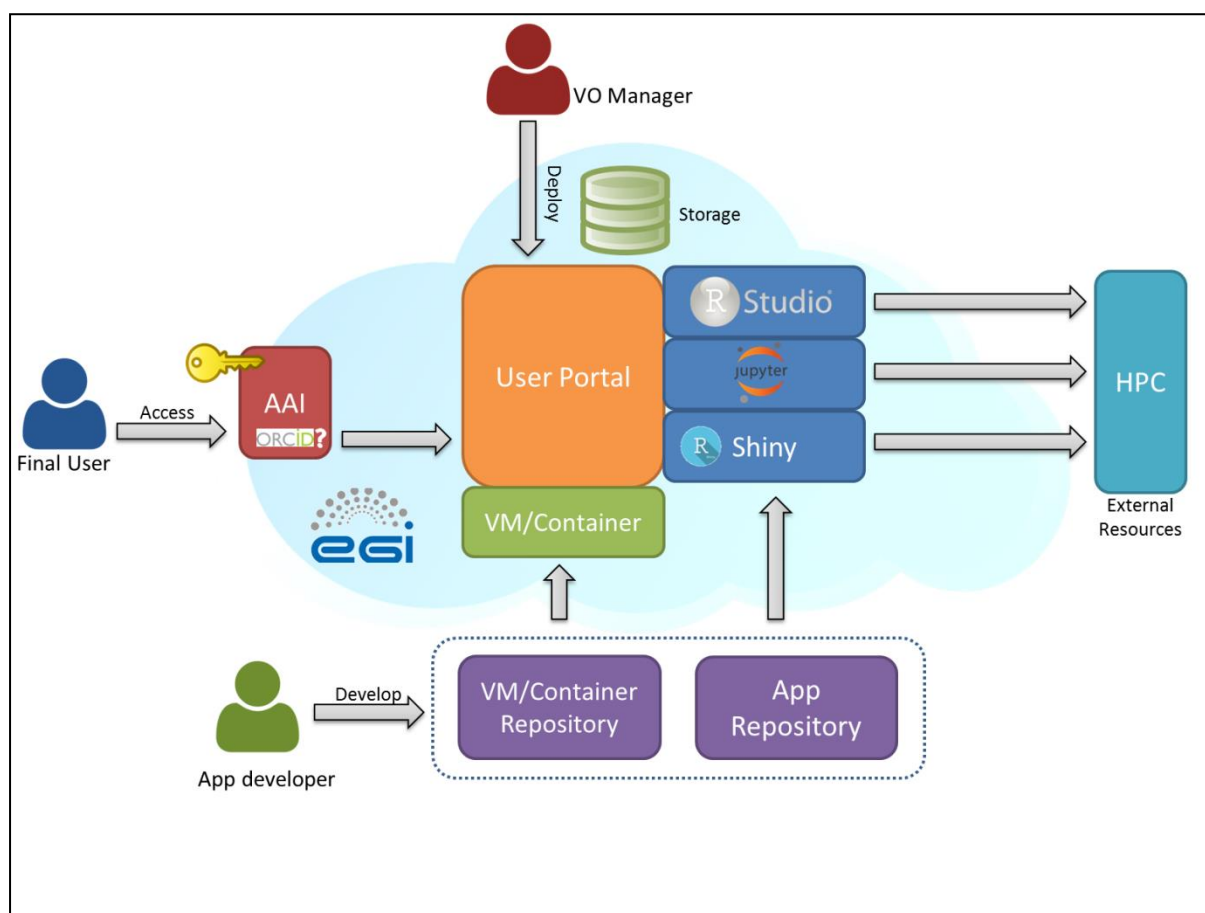 VO Manager
Deploy
Storage
R Studio
User Portal
jupyter
HPC
AAI
ORCiD?
Access
Final User
R Shiny
External
Resources
VM/Container
egi
Develop
VM/Container
Repository
App
Repository
App developer